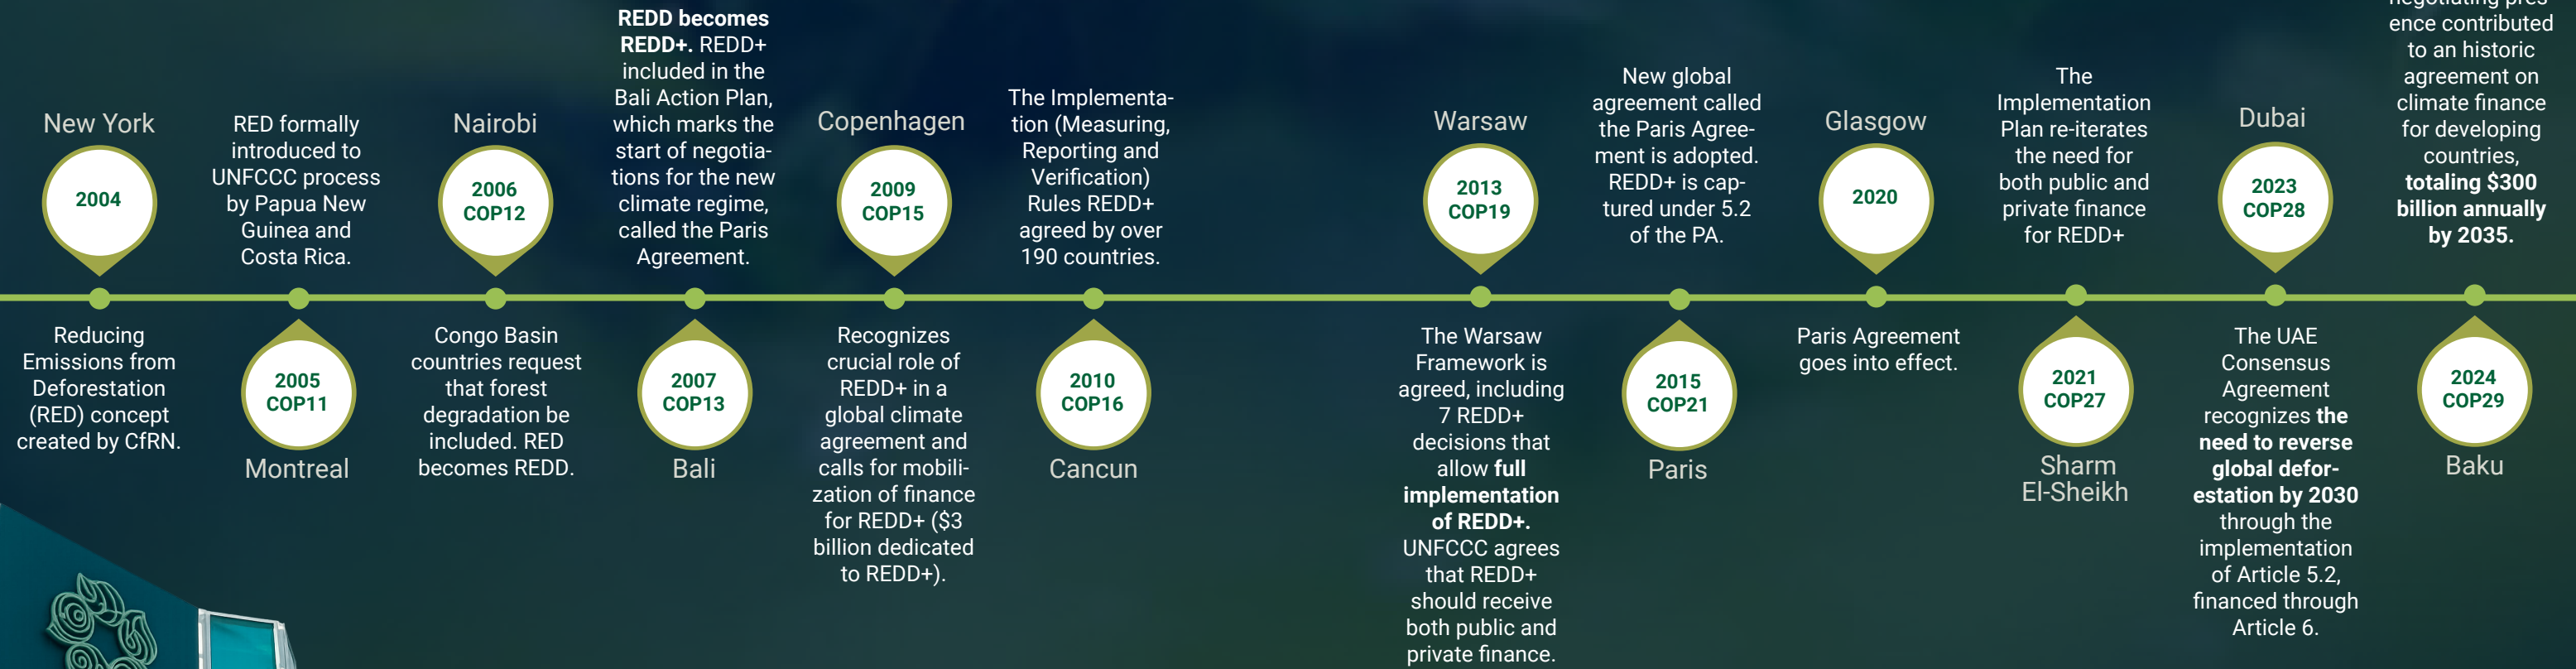 New York
2004
Reducing
Emissions from
Deforestation
(RED) concept
created by CfRN.
RED formally
introduced to
UNFCCC process
by Papua New
Guinea and
Costa Rica.
2005
COP11
Montreal
Nairobi
2006
COP12
Congo Basin
countries request
that forest
degradation be
included. RED
becomes REDD.
REDD becomes
REDD+. REDD+
included in the
Bali Action Plan,
which marks the
start of negotia-
tions for the new
climate regime,
called the Paris
Agreement.
2007
COP13
Bali
Copenhagen
2009
COP15
Recognizes
crucial role of
REDD+ in a
global climate
agreement and
calls for mobili-
zation of finance
for REDD+ ($3
billion dedicated
to REDD+).
The Implementa-
tion (Measuring,
Reporting and
Verification)
Rules REDD+
agreed by over
190 countries.
2010
COP16
Cancun
Warsaw
2013
COP19
The Warsaw
Framework is
agreed, including
7 REDD+
decisions that
allow full
implementation
of REDD+.
UNFCCC agrees
that REDD+
should receive
both public and
private finance.
New global
agreement called
the Paris Agree-
ment is adopted.
REDD+ is cap-
tured under 5.2
of the PA.
2015
COP21
Paris
Glasgow
2020
Paris Agreement
goes into effect.
The
Implementation
Plan re-iterates
the need for
both public and
private finance
for REDD+
2021
COP27
Sharm
El-Sheikh
Dubai
2023
COP28
The UAE
Consensus
Agreement
recognizes the
need to reverse
global defor-
estation by 2030
through the
implementation
of Article 5.2,
financed through
Article 6.
negotiating pres-
ence contributed
to an historic
agreement on
climate finance
for developing
countries,
totaling $300
billion annually
by 2035.
2024
COP29
Baku